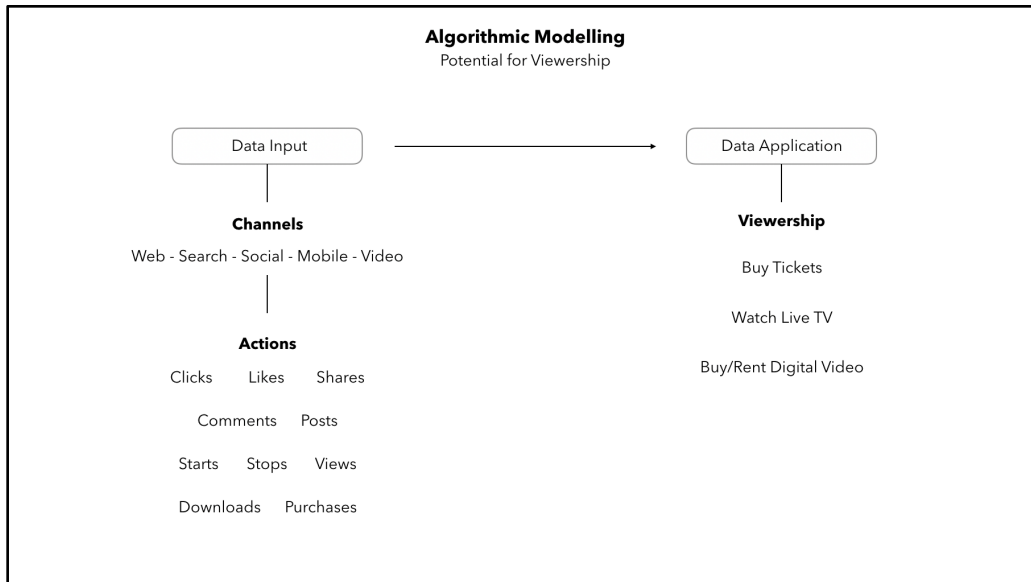 Algorithmic Modelling
Potential for Viewership
Data Input
Data Application
Channels
Web - Search - Social - Mobile - Video
Actions
Clicks Likes Shares
Comments Posts
Starts Stops Views
Downloads Purchases
Viewership
Buy Tickets
Watch Live TV
Buy/Rent Digital Video